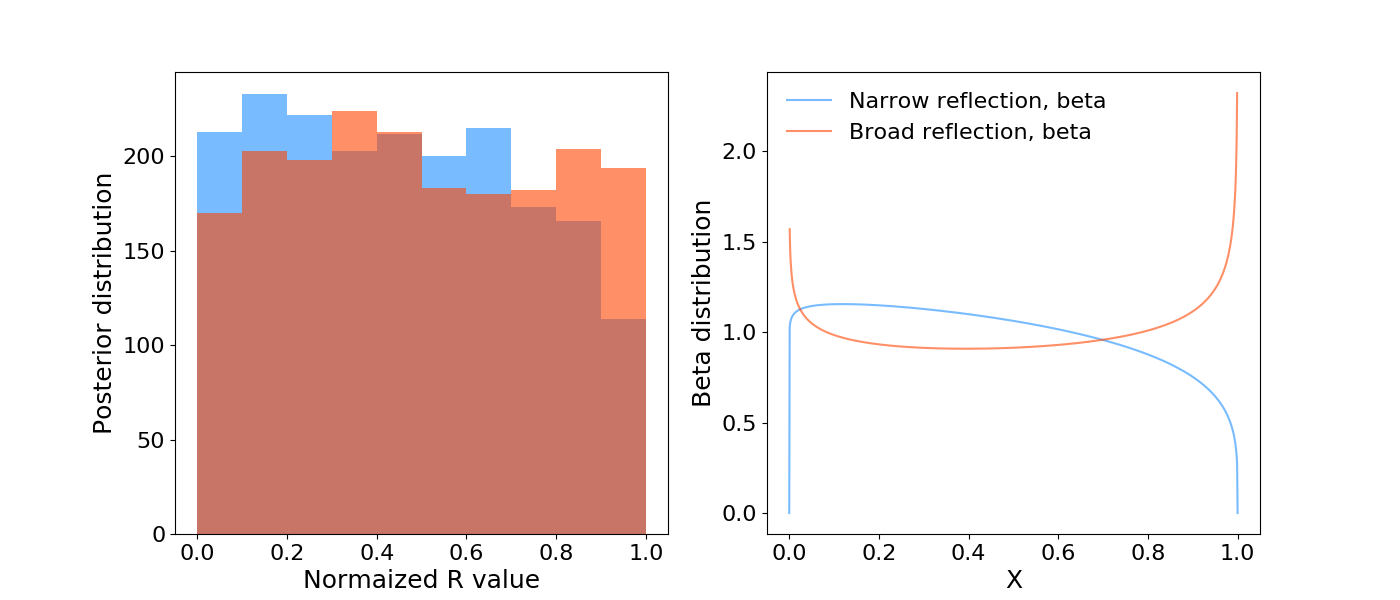 200
150
100
50
0
Posterior distribution
0.0 0.2 0.4 0.6 0.8 1.0
Normaized R value
Narrow reflection, beta
Broad reflection, beta
2.0
1.5
1.0
0.5
0.0
Beta distribution
0.0 0.2 0.4 0.6 0.8 1.0
X